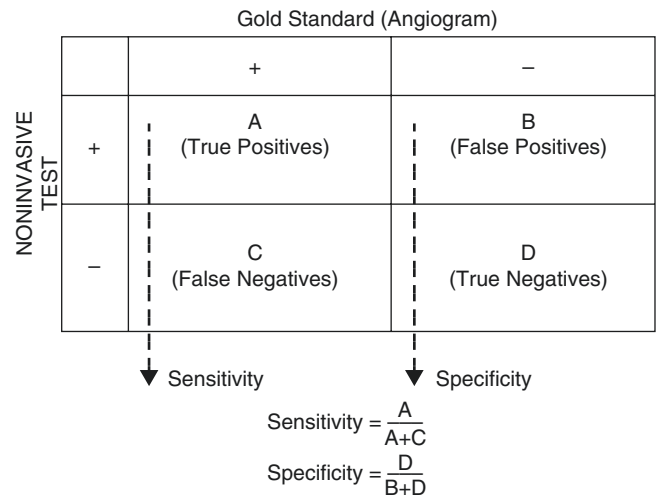 Gold Standard (Angiogram)
+ –
NONINVASIVE
TEST
+
A
(True Positives)
B
(False Positives)
–
C
(False Negatives)
D
(True Negatives)
Sensitivity
Specificity
Sensitivity = A/A+C
Specificity = D/B+D